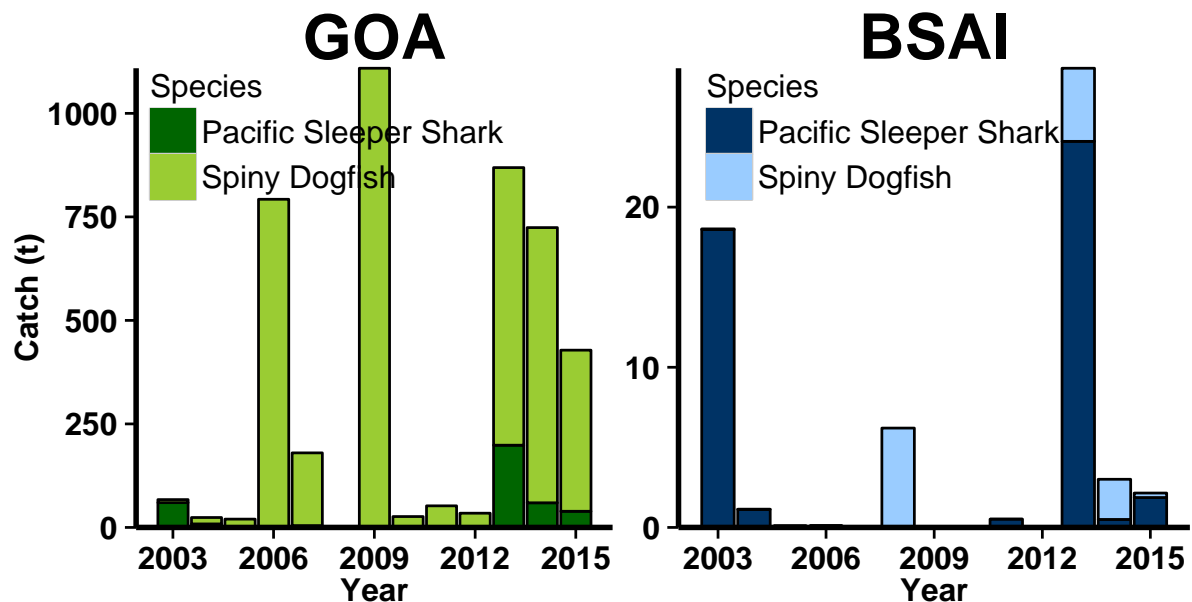 GOA
Species
Pacific Sleeper Shark
Spiny Dogfish
Catch (t)
1000
750
500
250
0
2003 2006 2009 2012 2015
Year
BSAI
Species
Pacific Sleeper Shark
Spiny Dogfish
20
10
0
2003 2006 2009 2012 2015
Year